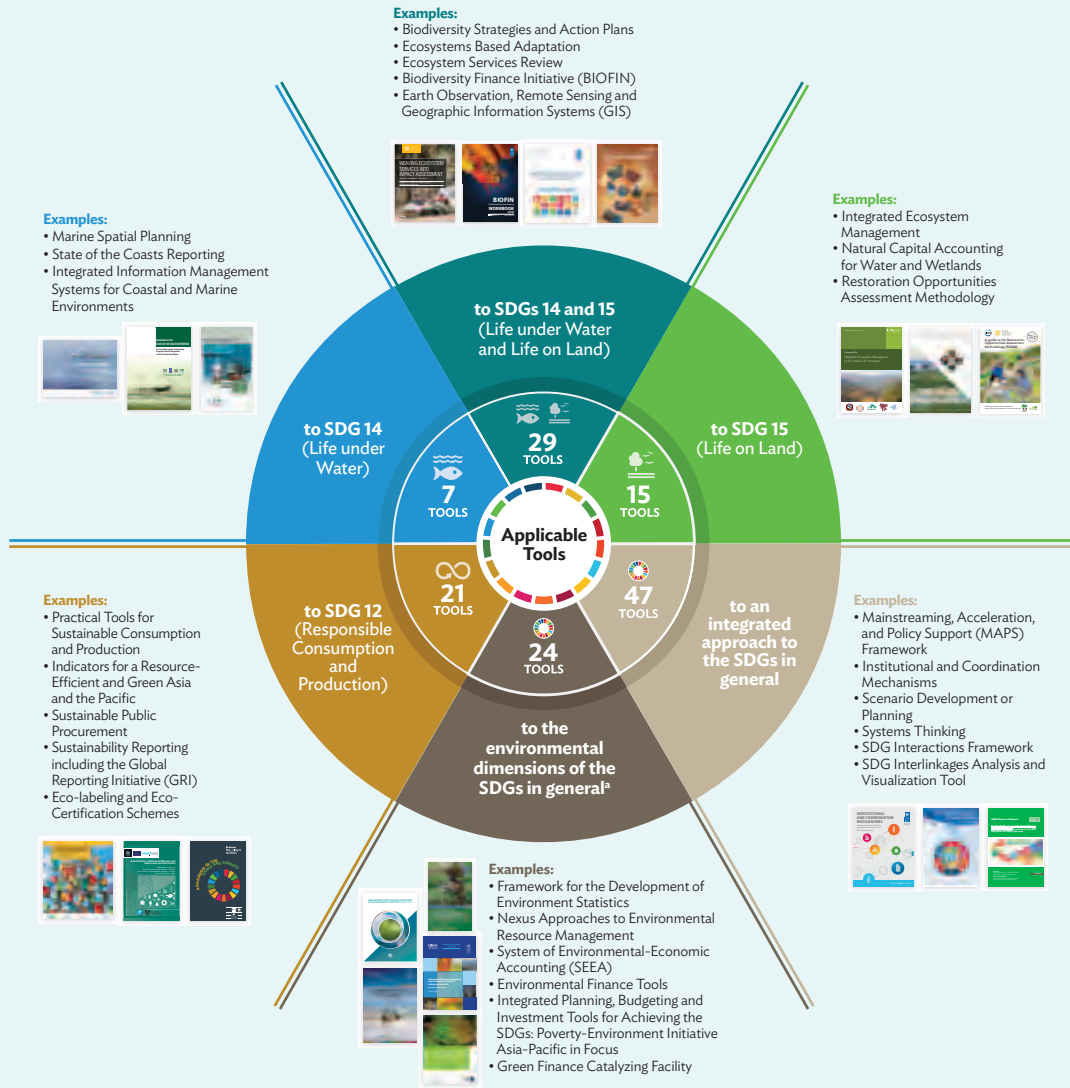 Examples:
• Biodiversity Strategies and Action Plans
• Ecosystems Based Adaptation
• Ecosystem Services Review
• Biodiversity Finance Initiative (BIOFIN)
• Earth Observation, Remote Sensing and
Geographic Information Systems (GIS)
WEAVING ECOSYSTEM
SERVICES INTO
IMPACT ASSESSMENT
BIOFIN
WORKBOOK
Examples:
• Marine Spatial Planning
• State of the Coasts Reporting
• Integrated Information Management
Systems for Coastal and Marine
Environments
Examples:
• Integrated Ecosystem
Management
• Natural Capital Accounting
for Water and Wetlands
• Restoration Opportunities
Assessment Methodology
to SDGs 14 and 15
(Life under Water
and Life on Land)
29
TOOLS
to SDG 14
(Life under
Water)
7
TOOLS
to SDG 15
(Life on Land)
15
TOOLS
Applicable
Tools
to SDG 12
(Responsible
Consumption
and
Production)
21
TOOLS
24
TOOLS
to the
environmental
dimensions of the
SDGs in generalª
47
TOOLS
to an
integrated
approach to
the SDGs in
general
Examples:
• Practical Tools for
Sustainable Consumption
and Production
• Indicators for a Resource-
Efficient and Green Asia
and the Pacific
• Sustainable Public
Procurement
• Sustainability Reporting
including the Global
Reporting Initiative (GRI)
• Eco-labeling and Eco-
Certification Schemes
Examples:
• Mainstreaming, Acceleration,
and Policy Support (MAPS)
Framework
• Institutional and Coordination
Mechanisms
• Scenario Development or
Planning
• Systems Thinking
• SDG Interactions Framework
• SDG Interlinkages Analysis and
Visualization Tool
INSTITUTIONAL
AND COORDINATION
MECHANISMS
Examples:
• Framework for the Development of
Environment Statistics
• Nexus Approaches to Environmental
Resource Management
• System of Environmental-Economic
Accounting (SEEA)
• Environmental Finance Tools
• Integrated Planning, Budgeting and
Investment Tools for Achieving the
SDGs: Poverty-Environment Initiative
Asia-Pacific in Focus
• Green Finance Catalyzing Facility